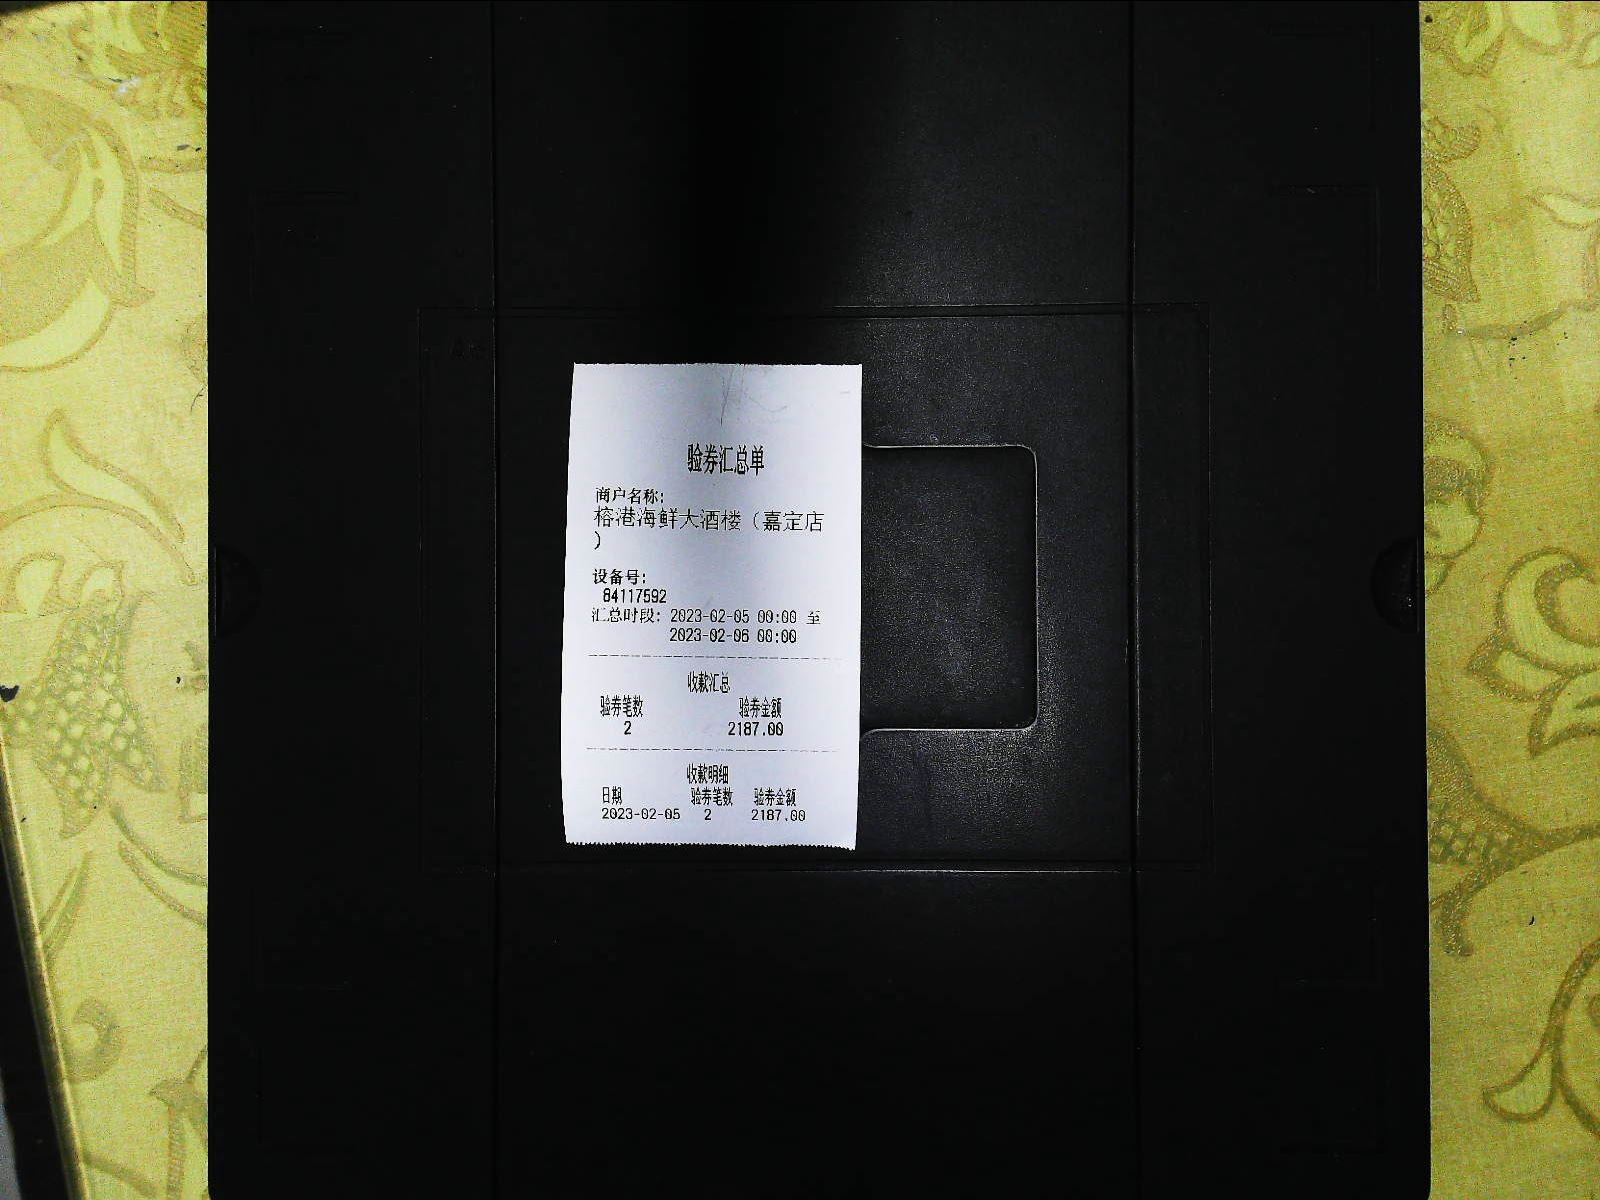 验券汇总单
商户名称:
榕港海鲜大酒楼（嘉定店
）
设备号:
84117592
汇总时段: 2023-02-05 00:00 至
2023-02-06 00:00
收款汇总
验券笔数 验券金额
2 2187.00
收款明细
日期 验券笔数 验券金额
2023-02-05 2 2187.00